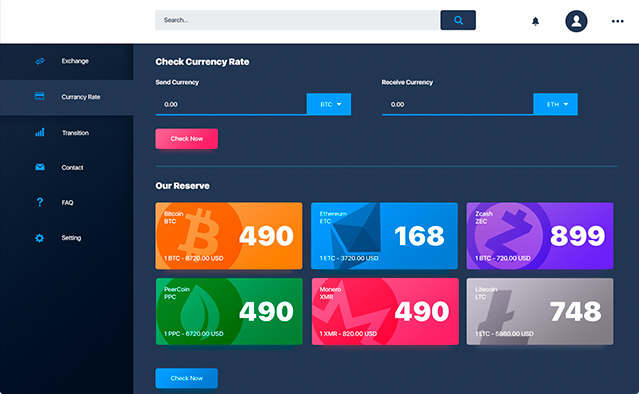 Search...
Exchange
Currancy Rate
Transition
Contact
FAQ
Setting
Check Currency Rate
Send Currency
Receive Currency
0.00
BTC
0.00
ETH
Check Now
Our Reserve
Bitcoin
BTC
490
1 BTC - 8720.00 USD
Ethereum
ETC
168
1 ETC - 3720.00 USD
Zcash
ZEC
899
1 BTC - 720.00 USD
PeerCoin
PPC
490
1 PPC - 6720.00 USD
Monero
XMR
490
1 XMR - 820.00 USD
Litecoin
LTC
748
1 LTC - 5860.00 USD
Check Now